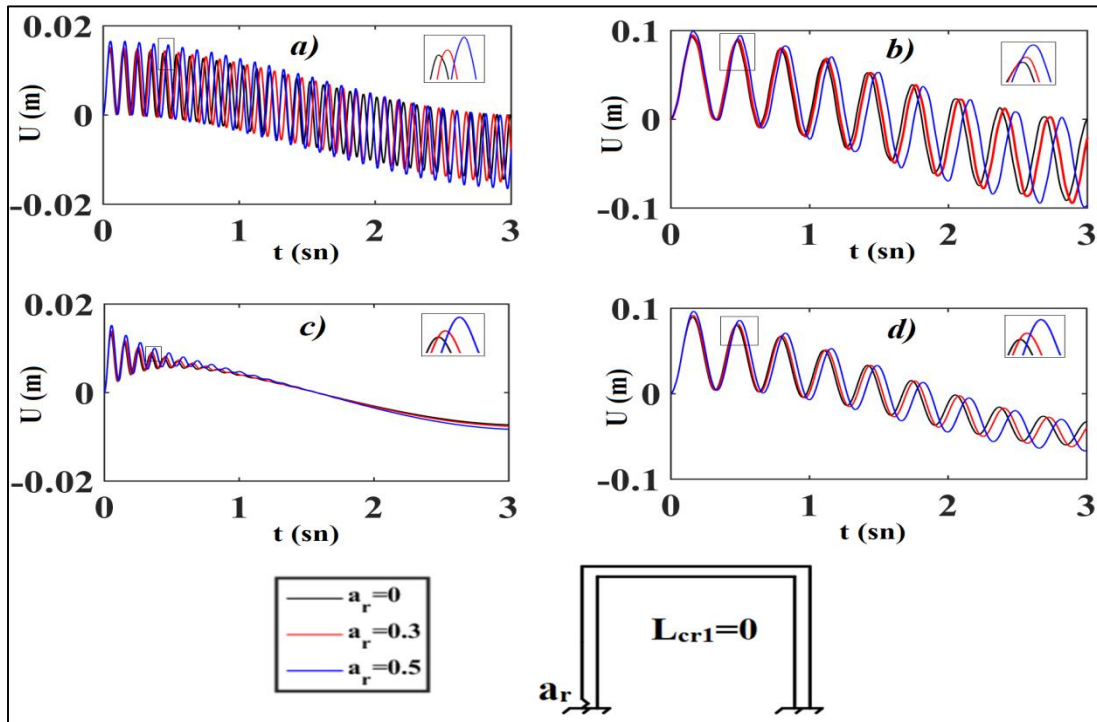 a)
0.02
0
-0.02
U (m)
0 1 2 3
t (sn)
b)
0.1
0
-0.1
U (m)
0 1 2 3
t (sn)
c)
0.02
0
-0.02
U (m)
0 1 2 3
t (sn)
d)
0.1
0
-0.1
U (m)
0 1 2 3
t (sn)
a_r=0
a_r=0.3
a_r=0.5
L_cr1=0
a_r